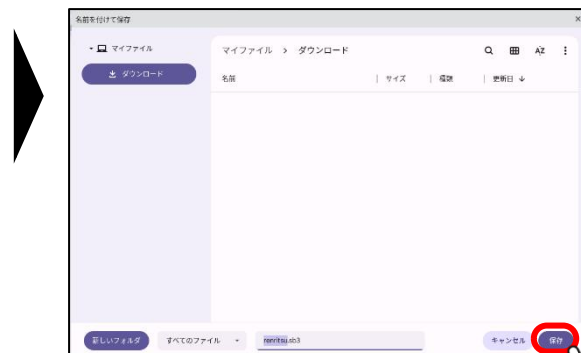 名前を付けて保存 ×
マイファイル
マイファイル > ダウンロード
AZ
ダウンロード
名前 サイズ 種類 更新日 ↓
新しいフォルダ すべてのファイル renritsu.sb3 キャンセル 保存